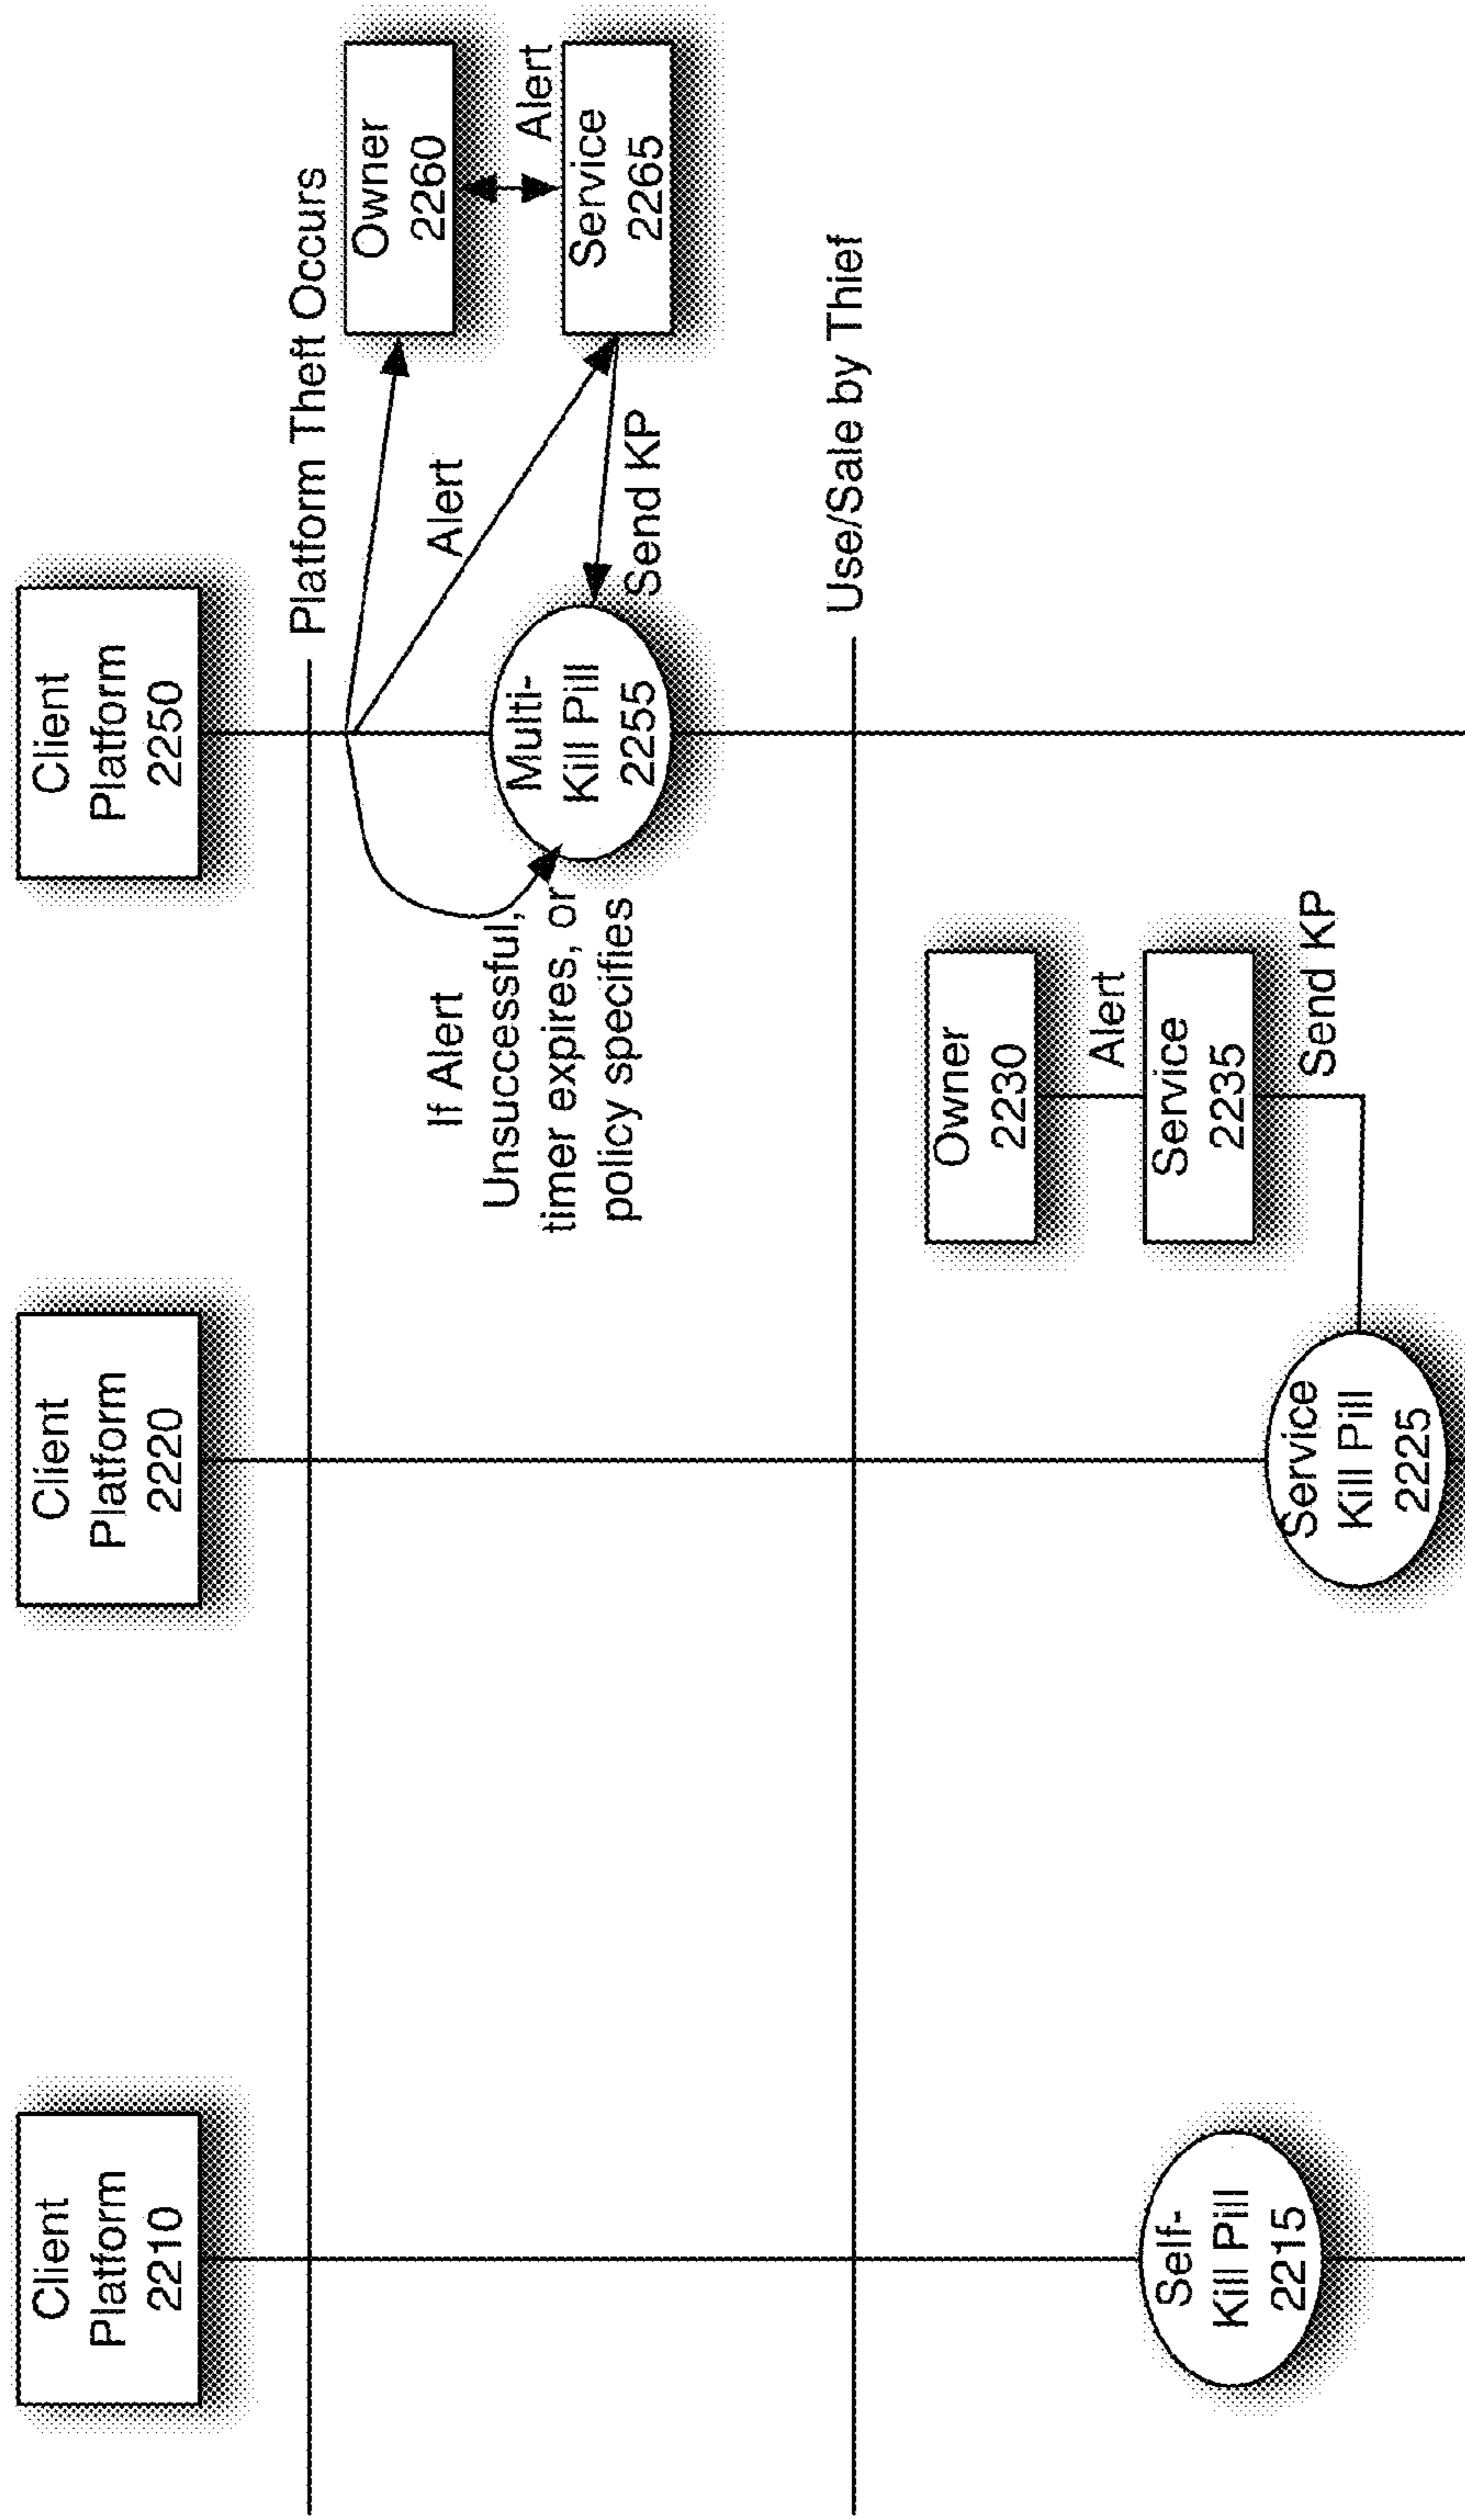 Client
Platform
2210
Client
Platform
2220
Client
Platform
2250
Platform Theft Occurs
Owner
2260
Alert
Service
2265
Alert
Send KP
If Alert
Unsuccessful,
timer expires, or
policy specifies
Multi-
Kill Pill
2255
Use/Sale by Thief
Owner
2230
Alert
Service
2235
Send KP
Self-
Kill Pill
2215
Service
Kill Pill
2225